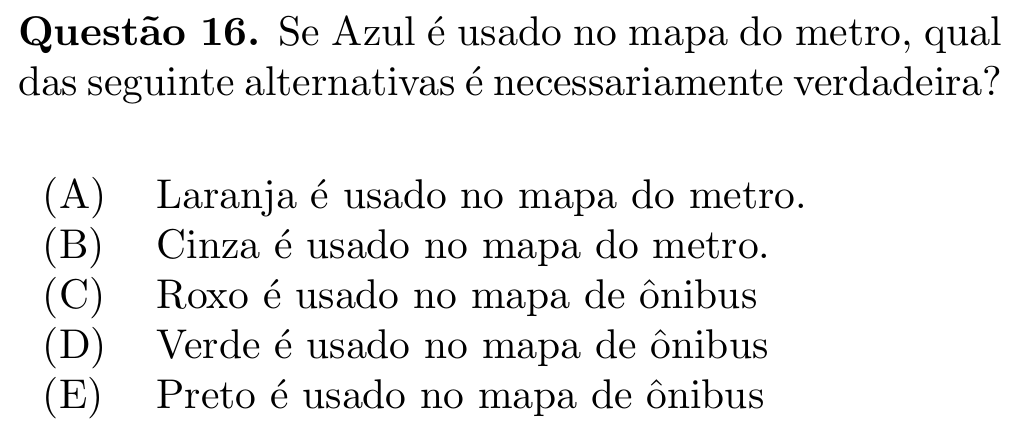 Questão 16. Se Azul é usado no mapa do metro, qual
das seguinte alternativas é necessariamente verdadeira?
(A) Laranja é usado no mapa do metro.
(B) Cinza é usado no mapa do metro.
(C) Roxo é usado no mapa de ônibus
(D) Verde é usado no mapa de ônibus
(E) Preto é usado no mapa de ônibus